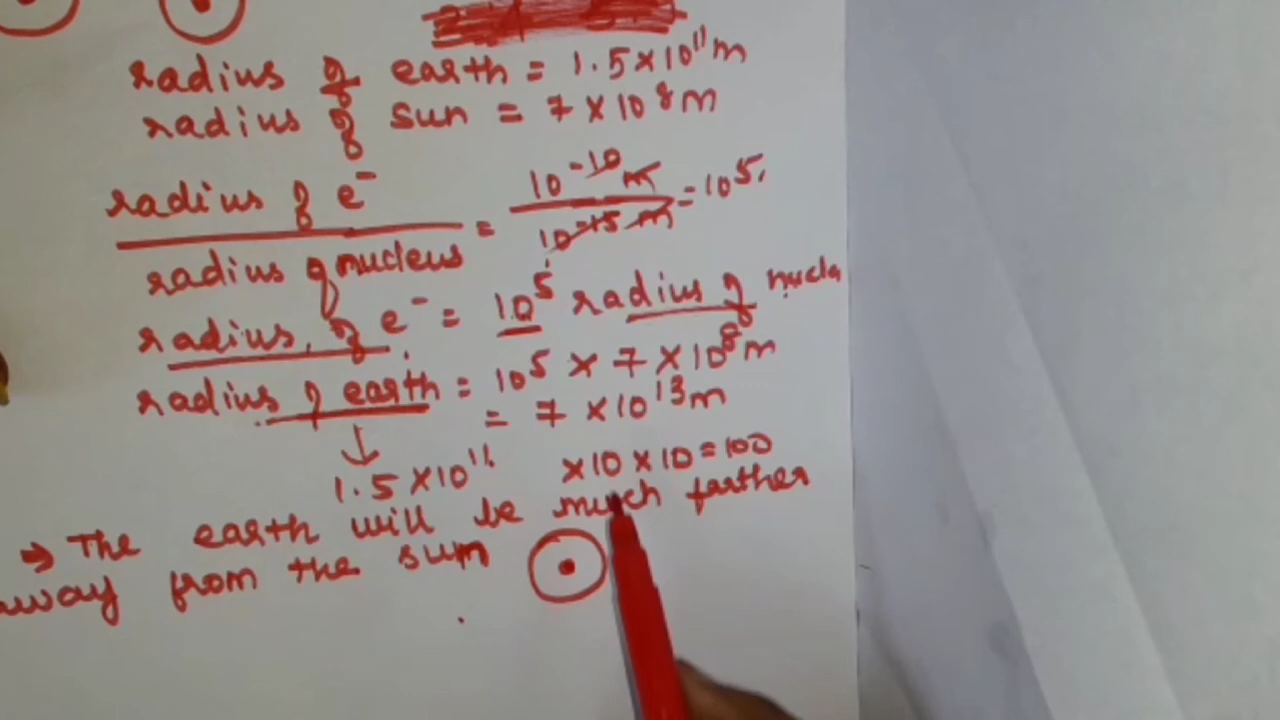 radius of earth = 1.5×10¹¹m
radius of sun = 7×10⁸m
radius of e⁻ / radius of nucleus = 10⁻¹⁰m / 10⁻¹⁵m = 10⁵
radius of e⁻ = 10⁵ radius of
radius of earth = 10⁵ × 7 × 10⁸m
= 7 ×10¹³m
1.5×10¹¹ ×10×10=100
→ The earth will be much farther
away from the sun